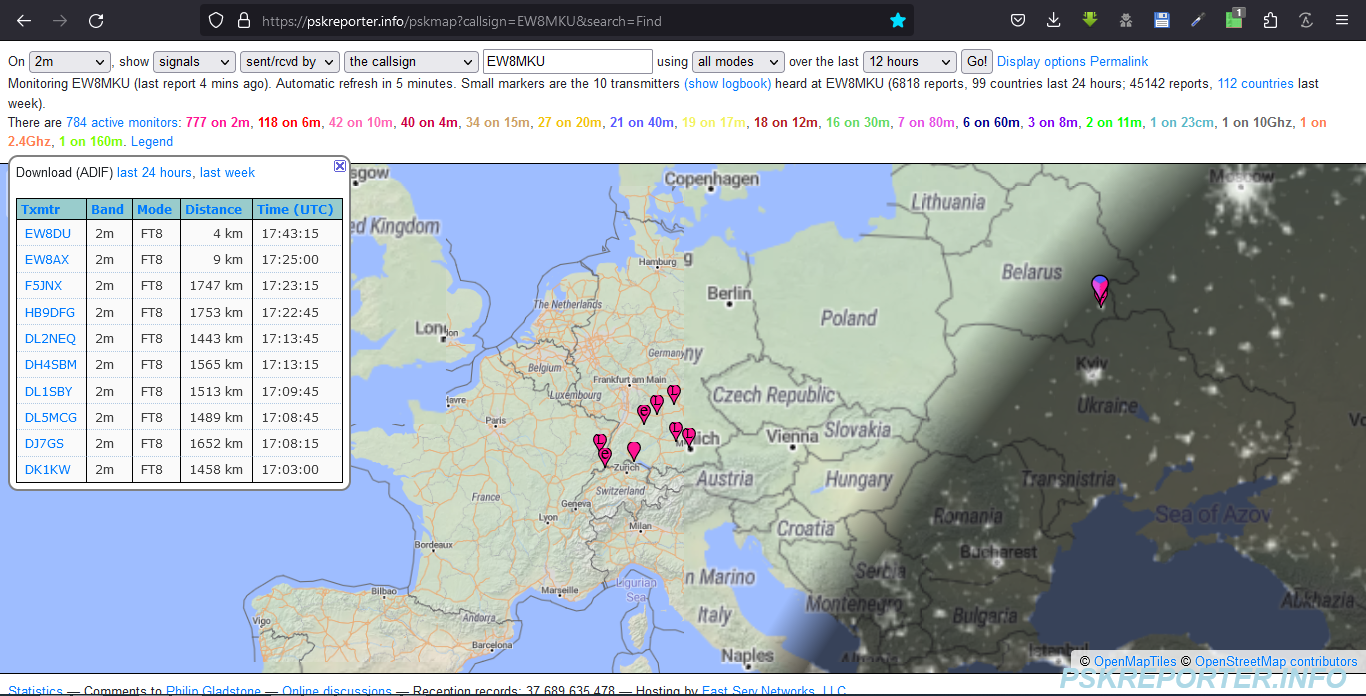 https://pskreporter.info/pskmap?callsign=EW8MKU&search=Find
1
On 2m, show signals sent/rcvd by the callsign EW8MKU using all modes over the last 12 hours Go! Display options Permalink
Monitoring EW8MKU (last report 4 mins ago). Automatic refresh in 5 minutes. Small markers are the 10 transmitters (show logbook) heard at EW8MKU (6818 reports, 99 countries last 24 hours; 45142 reports, 112 countries last
week).
There are 784 active monitors: 777 on 2m, 118 on 6m, 42 on 10m, 40 on 4m, 34 on 15m, 27 on 20m, 21 on 40m, 19 on 17m, 18 on 12m, 16 on 30m, 7 on 80m, 6 on 60m, 3 on 8m, 2 on 11m, 1 on 23cm, 1 on 10Ghz, 1 on
2.4Ghz, 1 on 160m. Legend
Download (ADIF) last 24 hours, last week
Txmtr Band Mode Distance Time (UTC)
EW8DU 2m FT8 4 km 17:43:15
EW8AX 2m FT8 9 km 17:25:00
F5JNX 2m FT8 1747 km 17:23:15
HB9DFG 2m FT8 1753 km 17:22:45
DL2NEQ 2m FT8 1443 km 17:13:45
DH4SBM 2m FT8 1565 km 17:13:45
DL1SBY 2m FT8 1513 km 17:09:45
DL5MCG 2m FT8 1489 km 17:08:45
DJ7GS 2m FT8 1652 km 17:08:15
DK1KW 2m FT8 1458 km 17:03:00
sgow
Copenhagen
Moscow
ed Kingdom
Lithuania
Hamburg
g
Belarus
The Netherlands
Berlin
Poland
London
Germany
ny
Kyiv
Belgium
Frankfurt am Main
Luxembourg
Czech Republic
Havre
Ukraine
Paris
Vienna
Slovakia
nich
Zurich
France
Switzerland
Austria
Hungary
Transnistria
Geneva
Lyon
Milan
Croatia
Romania
Sea of Azov
Bordeaux
Bucharest
Serbia
San Marino
Bilbao
Marseille
Ligurian
Sea
Montenegro
Abkhazia
Vigo
Andorra
Italy
Bulgaria
Barcelona
Naples
Istanbul
© OpenMapTiles © OpenStreetMap contributors
PSKREPORTER.INFO
Statistics — Comments to Philip Gladstone — Online discussions — Reception records: 37,689,635,478 — Hosting by East Serv Networks, LLC